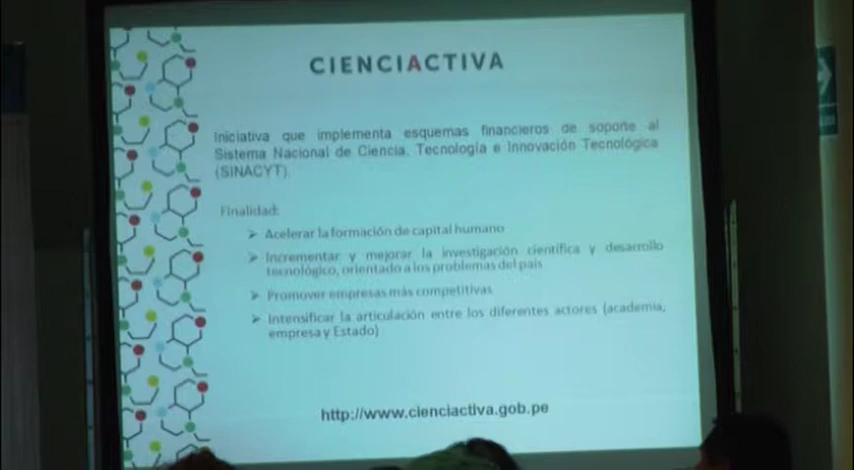 CIENCIACTIVA
Iniciativa que implementa esquemas financieros de soporte al
Sistema Nacional de Ciencia, Tecnología e Innovación Tecnológica
(SINACYT)
Finalidad:
➢ Acelerar la formación de capital humano
➢ Incrementar y mejorar la investigación científica y desarrollo
tecnológico, orientado a los problemas del país
➢ Promover empresas más competitivas
➢ Intensificar la articulación entre los diferentes actores (academia,
empresa y Estado)
http://www.cienciactiva.gob.pe